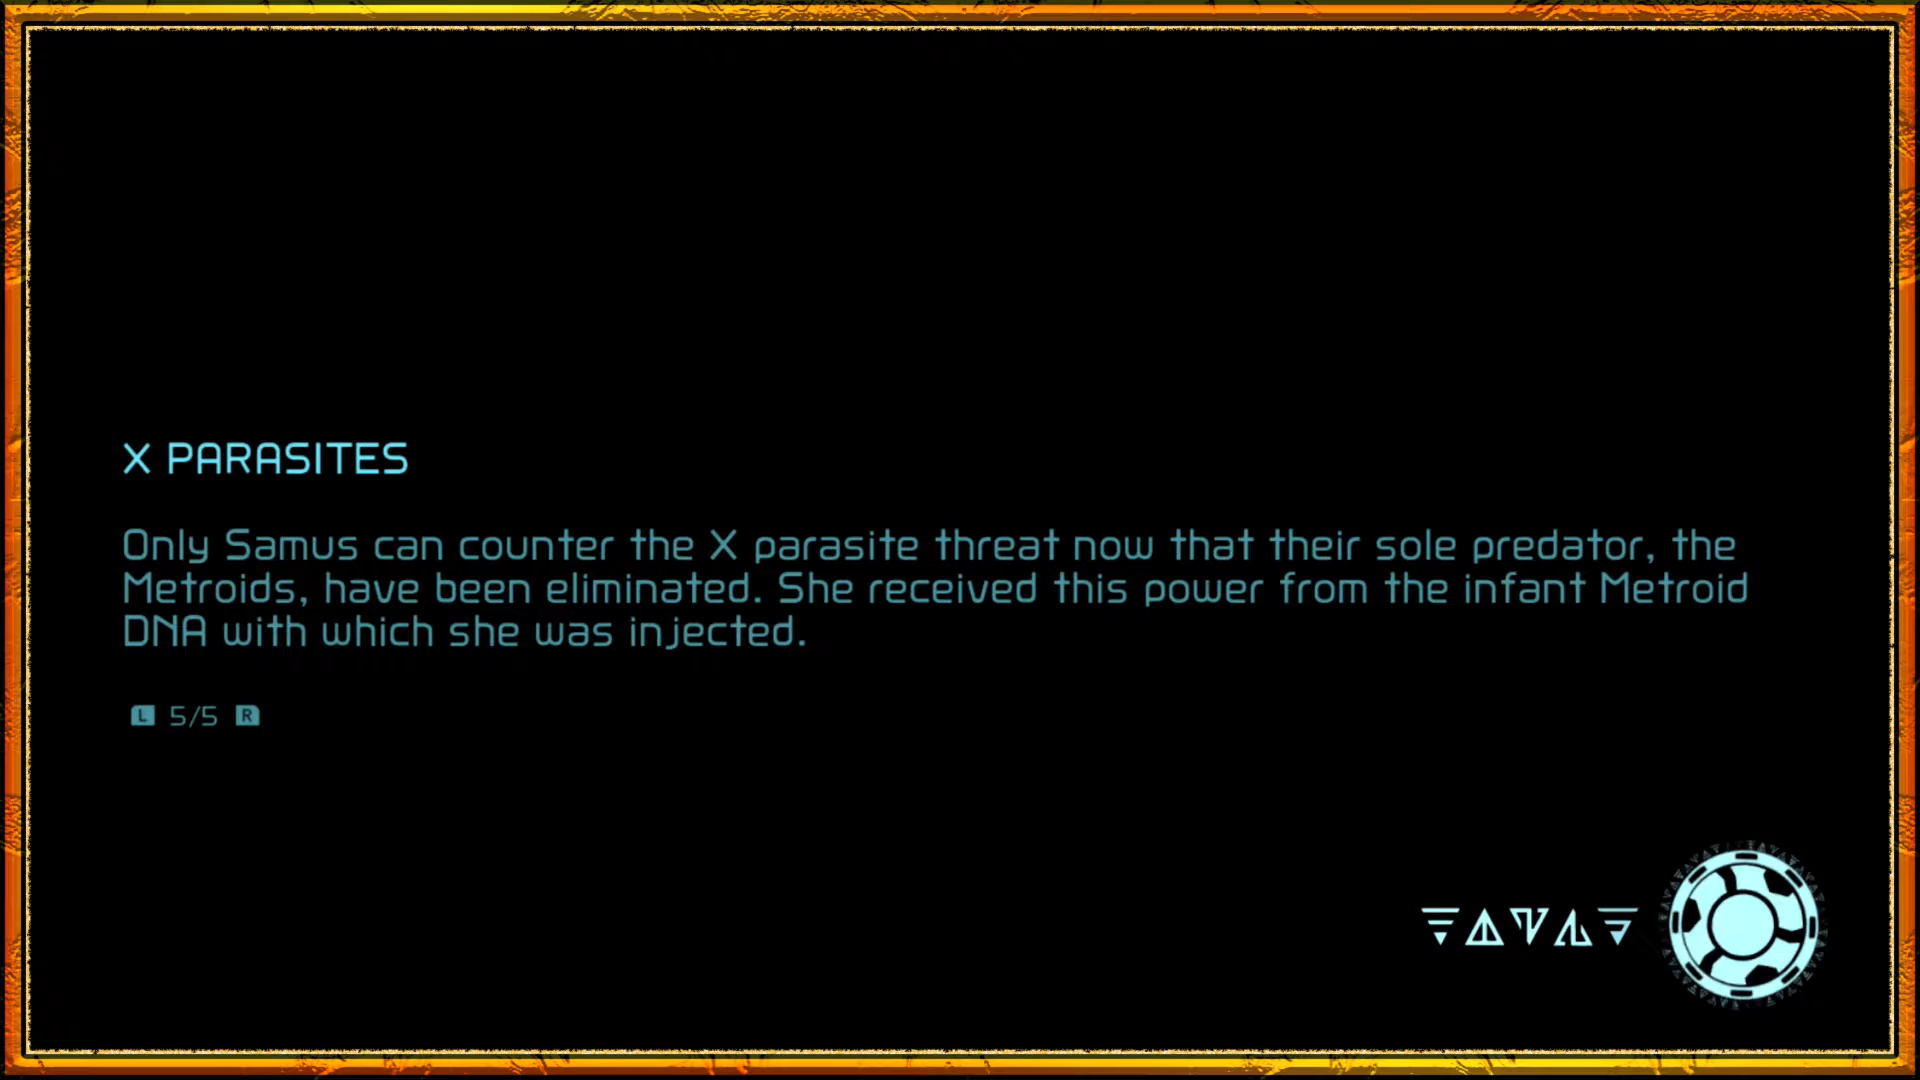 X PARASITES
Only Samus can counter the X parasite threat now that their sole predator, the
Metroids, have been eliminated. She received this power from the infant Metroid
DNA with which she was injected.
L 5/5 R